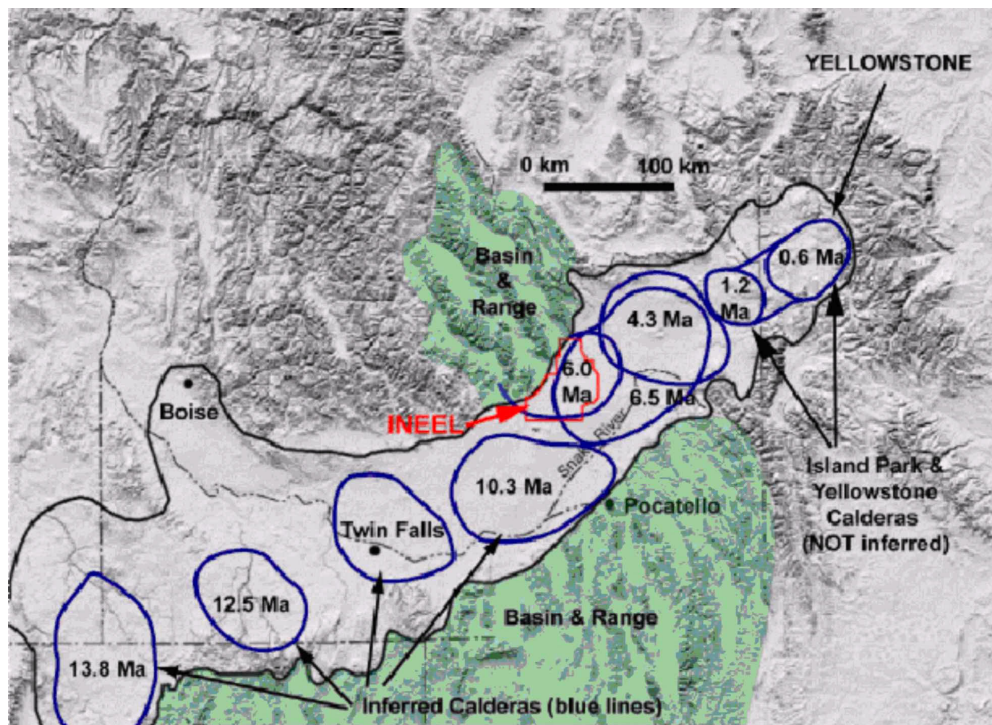 YELLOWSTONE
0 km 100 km
Basin
&
Range
0.6 Ma
1.2
Ma
4.3 Ma
6.0
Ma
6.5 Ma
Boise
INEEL
Snake River
Island Park &
Yellowstone
Calderas
(NOT inferred)
10.3 Ma
Pocatello
Twin Falls
12.5 Ma
Basin & Range
13.8 Ma
Inferred Calderas (blue lines)